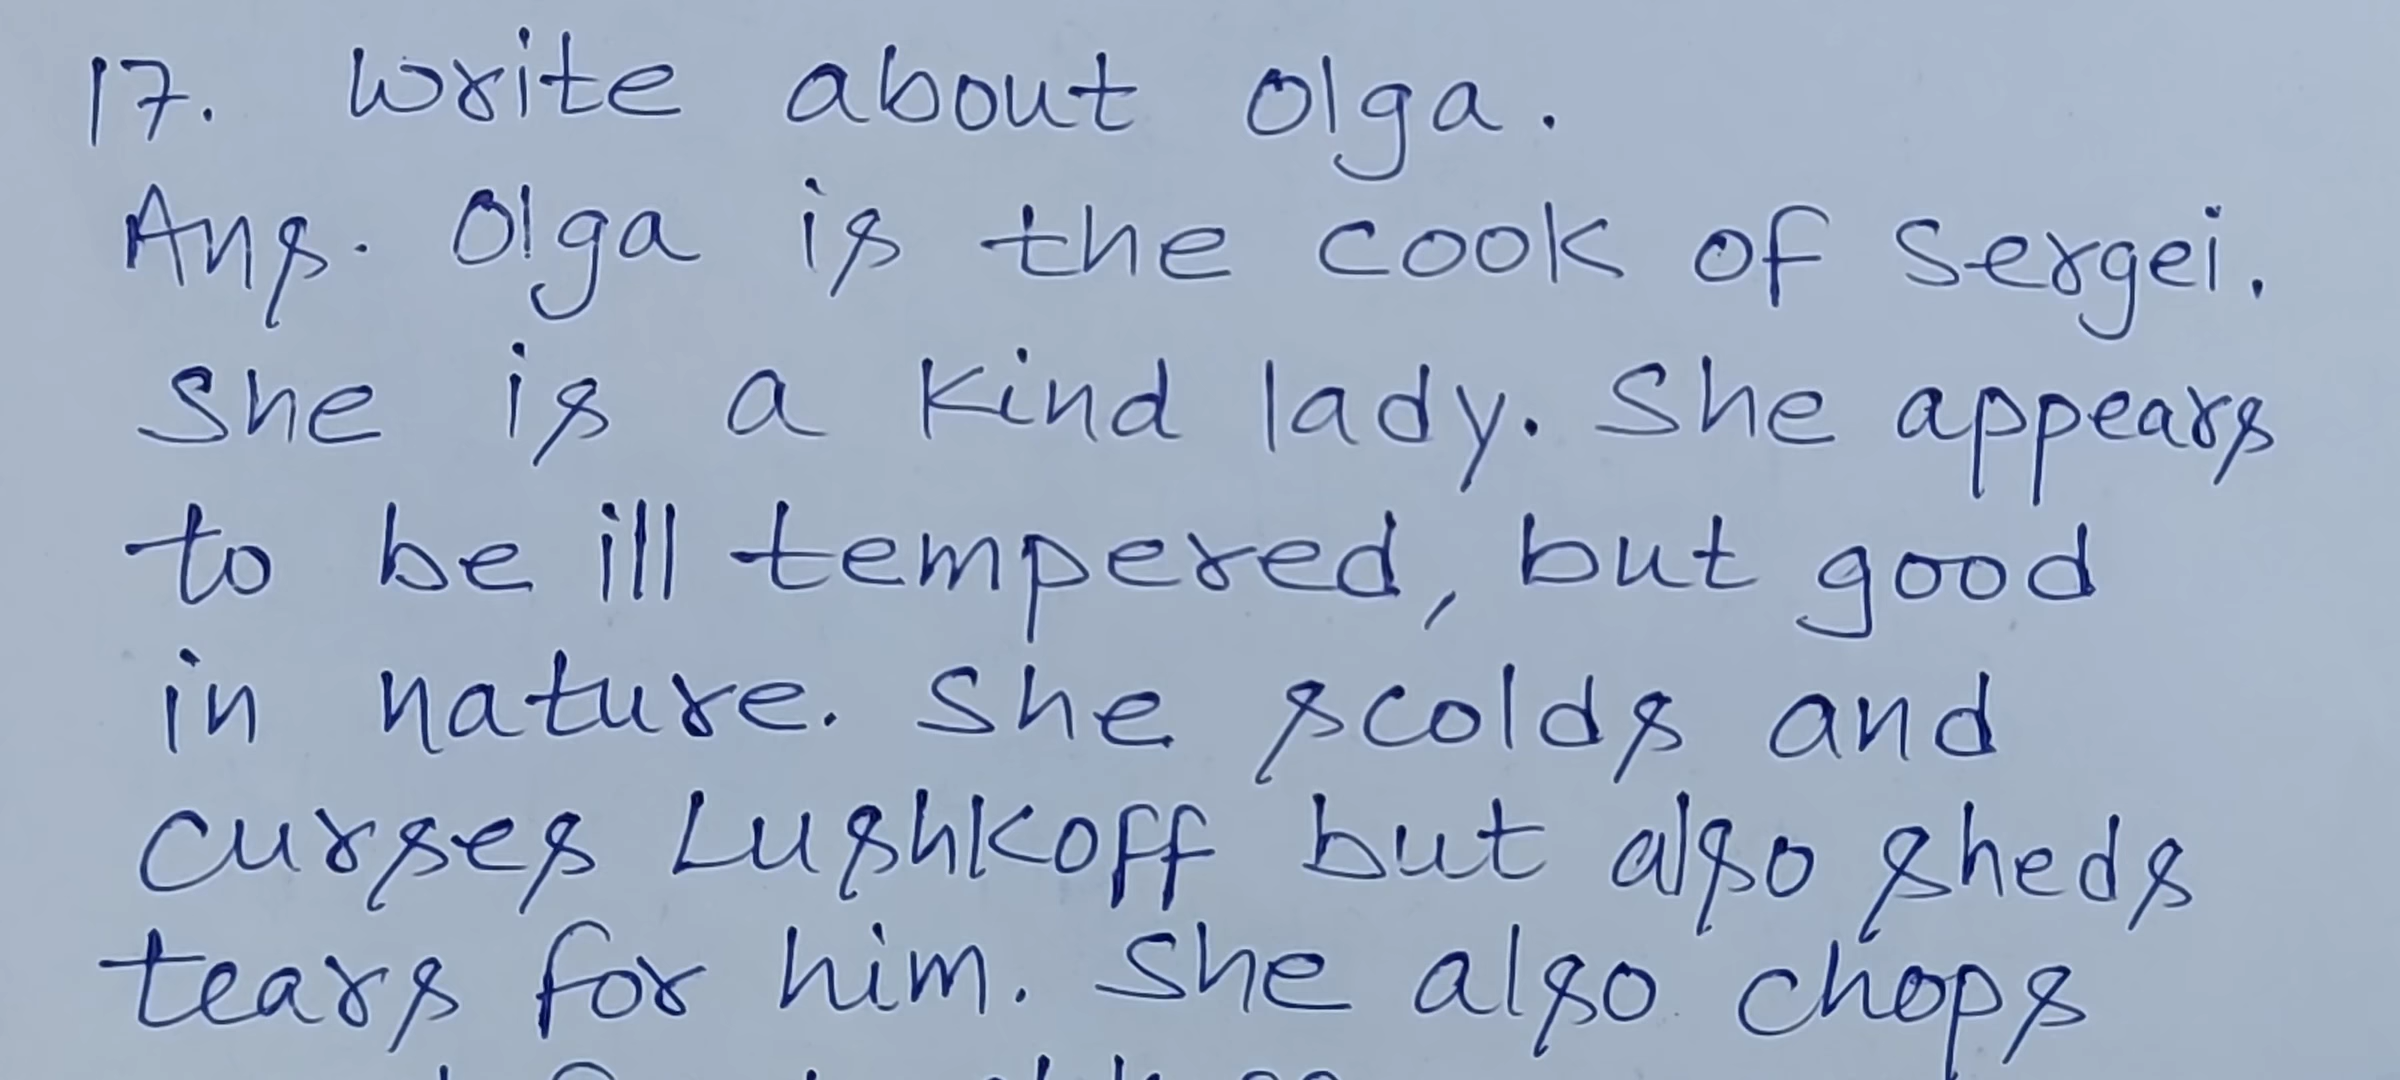 17. Write about Olga.
Ans. Olga is the cook of Sergei.
She is a kind lady. She appears
to be ill tempered, but good
in nature. She scolds and
curses Lushkoff but also sheds
tears for him. She also chops